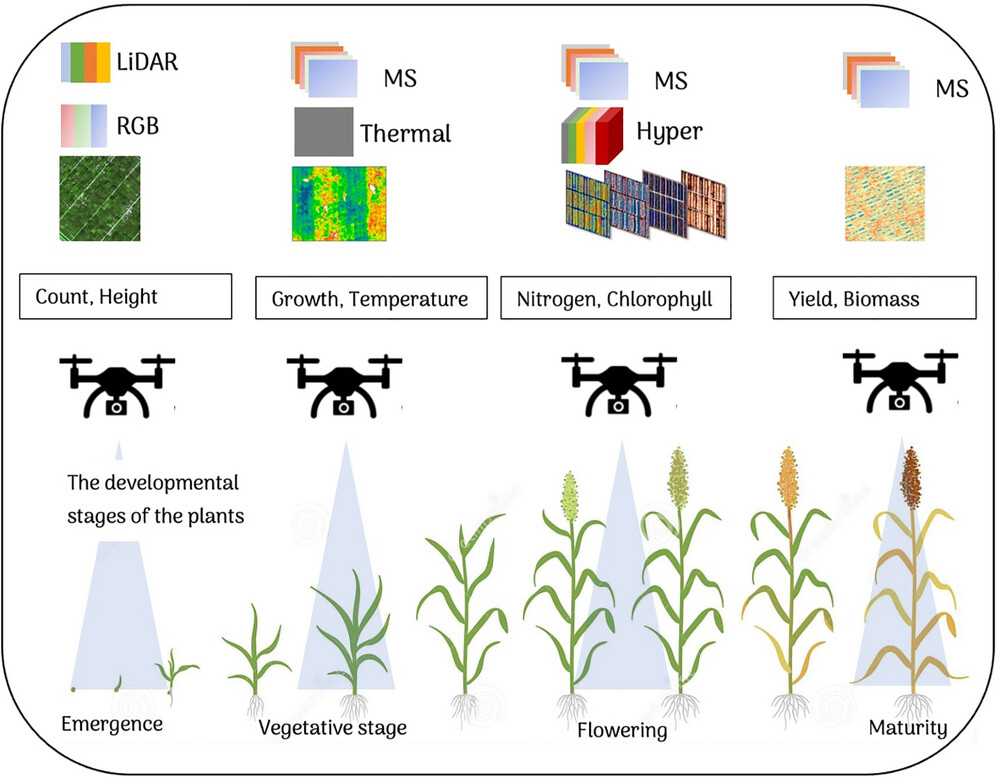 LiDAR
RGB
MS
Thermal
MS
Hyper
MS
Count, Height
Growth, Temperature
Nitrogen, Chlorophyll
Yield, Biomass
The developmental
stages of the plants
Emergence
Vegetative stage
Flowering
Maturity